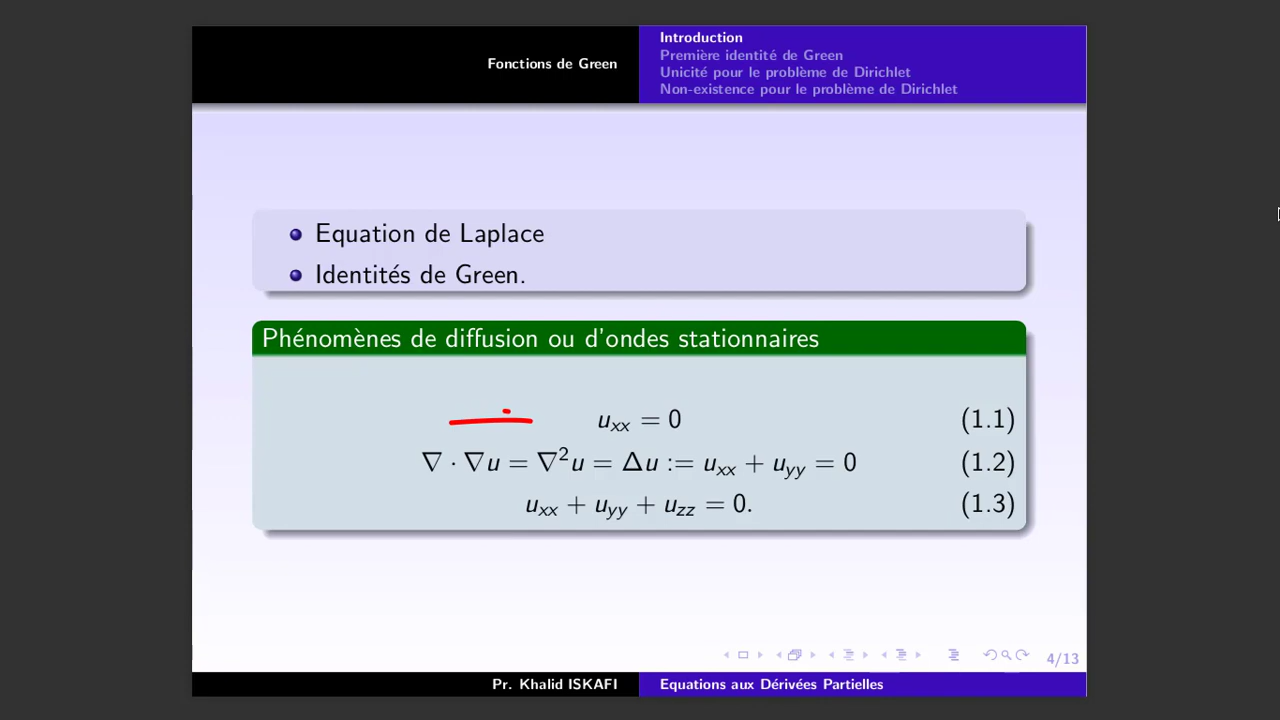 Fonctions de Green
Introduction
Première identité de Green
Unicité pour le problème de Dirichlet
Non-existence pour le problème de Dirichlet
Equation de Laplace
Identités de Green.
Phénomènes de diffusion ou d'ondes stationnaires
uₓₓ = 0 (1.1)
∇ · ∇u = ∇²u = Δu := u_xx + u_yy = 0 (1.2)
u_xx + u_yy + u_zz = 0. (1.3)
4/13
Pr. Khalid ISKAFI
Equations aux Dérivées Partielles